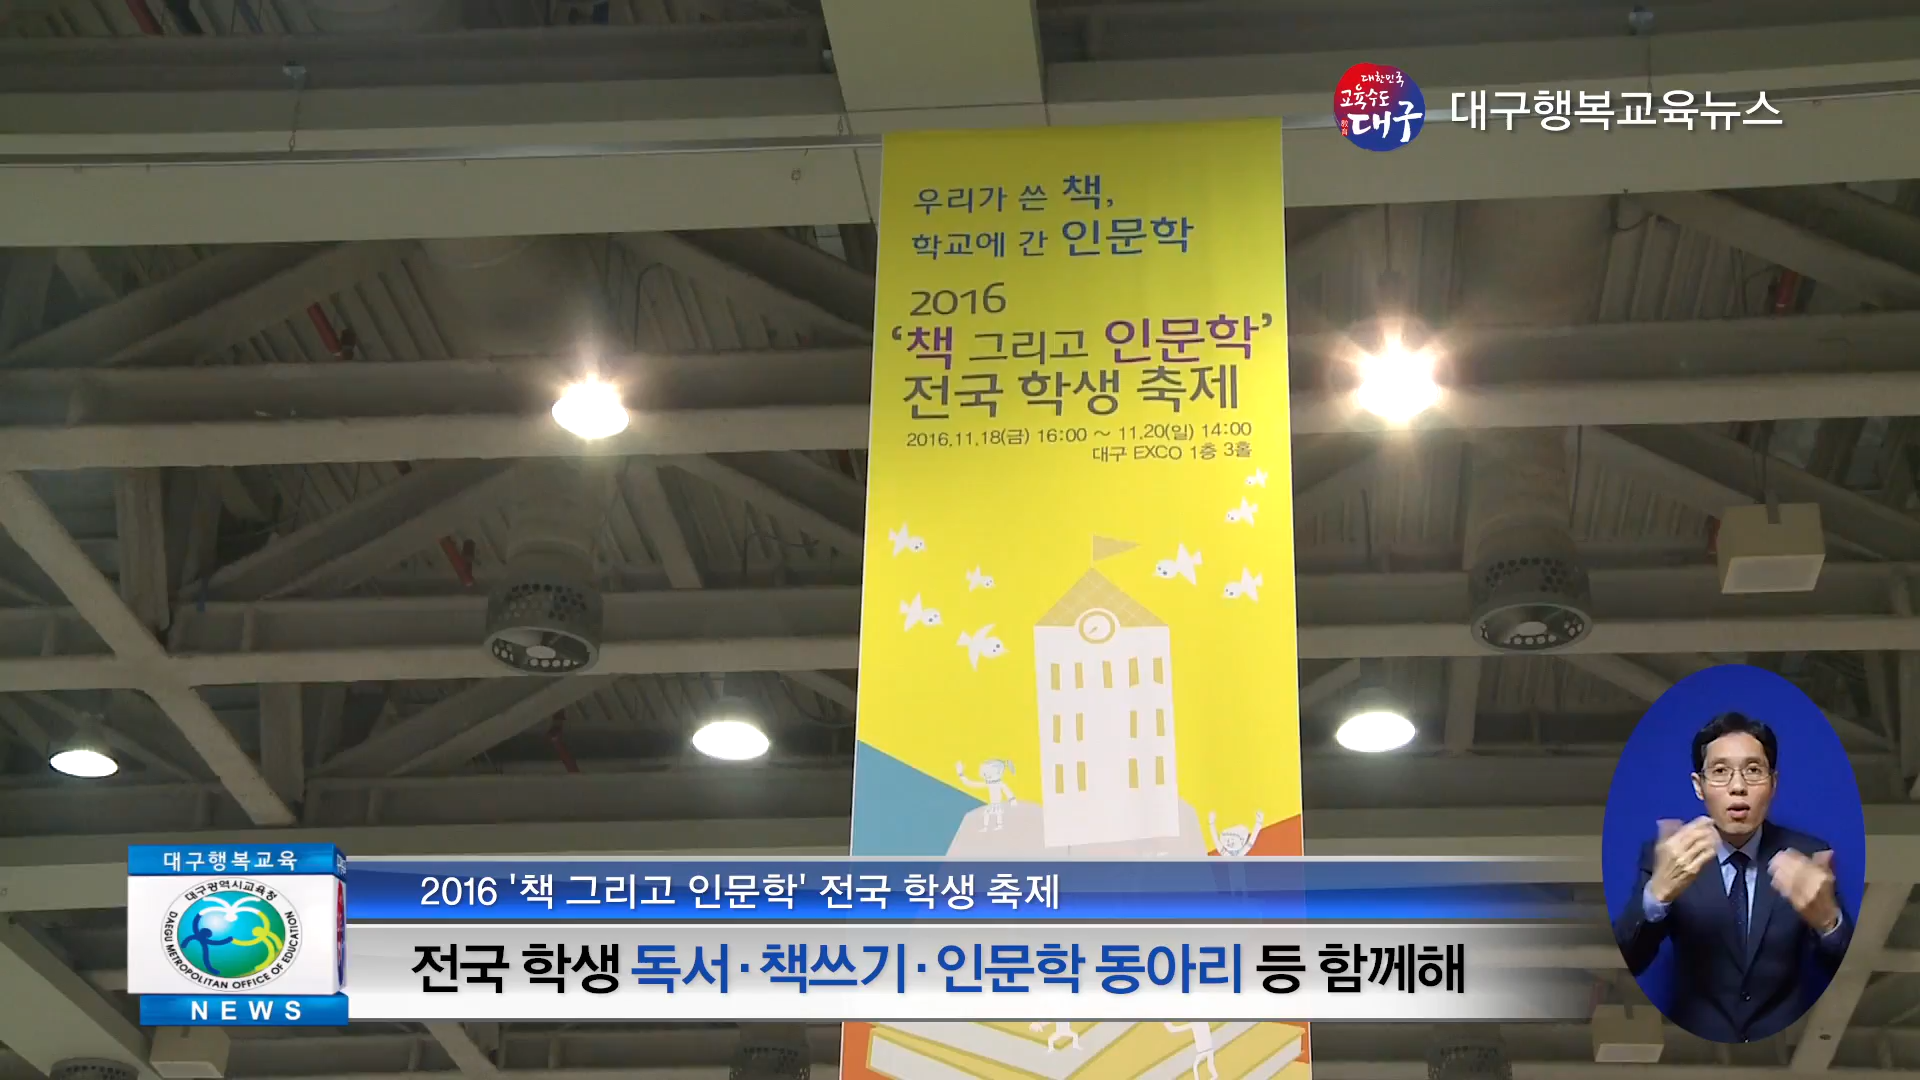 대한민국
교육수도
대구
대구행복교육뉴스
우리가 쓴 책,
학교에 간 인문학
2016
'책 그리고 인문학'
전국 학생 축제
2016.11.18(금) 16:00 ~ 11.20(일) 14:00
대구 EXCO 1층 3홀
대구행복교육
대구광역시교육청
DAEGU METROPOLITAN OFFICE OF EDUCATION
NEWS
2016 '책 그리고 인문학' 전국 학생 축제
전국 학생 독서·책쓰기·인문학 동아리 등 함께해